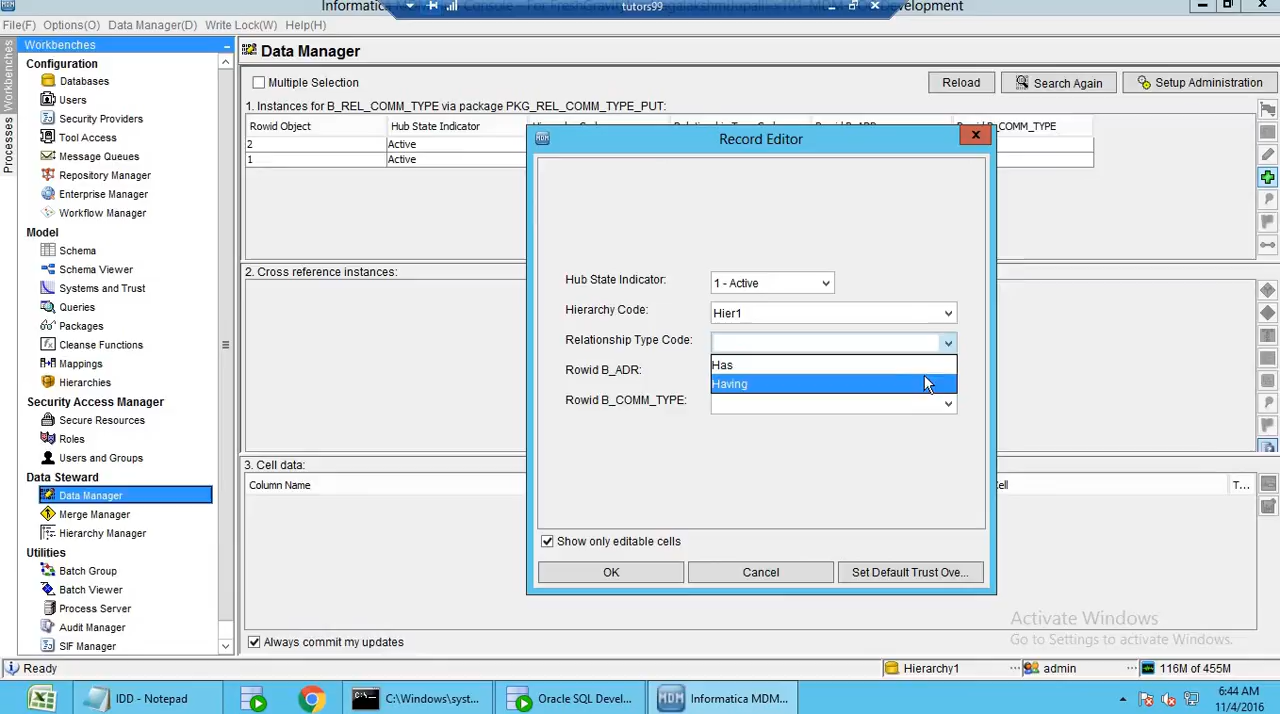 Informatica
tutors99
Development
File(F) Options(O) Data Manager(D) Write Lock(W) Help(H)
Workbenches
Processes
Workbenches
Configuration
Databases
Users
Security Providers
Tool Access
Message Queues
Repository Manager
Enterprise Manager
Workflow Manager
Model
Schema
Schema Viewer
Systems and Trust
Queries
Packages
Cleanse Functions
Mappings
Hierarchies
Security Access Manager
Secure Resources
Roles
Users and Groups
Data Steward
Data Manager
Merge Manager
Hierarchy Manager
Utilities
Batch Group
Batch Viewer
Process Server
Audit Manager
SIF Manager
Data Manager
Multiple Selection
Reload Search Again Setup Administration
1. Instances for B_REL_COMM_TYPE via package PKG_REL_COMM_TYPE_PUT:
Rowid Object Hub State Indicator
2 Active
1 Active
2. Cross reference instances:
3. Cell data:
Column Name
T...
Always commit my updates
Record Editor
Hub State Indicator: 1 - Active
Hierarchy Code: Hier1
Relationship Type Code:
Has
Rowid B_ADR:
Having
Rowid B_COMM_TYPE:
Show only editable cells
OK Cancel Set Default Trust Ove...
Activate Windows
Go to Settings to activate Windows.
Ready Hierarchy1 ... admin ... 116M of 455M
IDD - Notepad C:\Windows\syst... Oracle SQL Devel... MDM Informatica MDM...
6:44 AM
11/4/2016